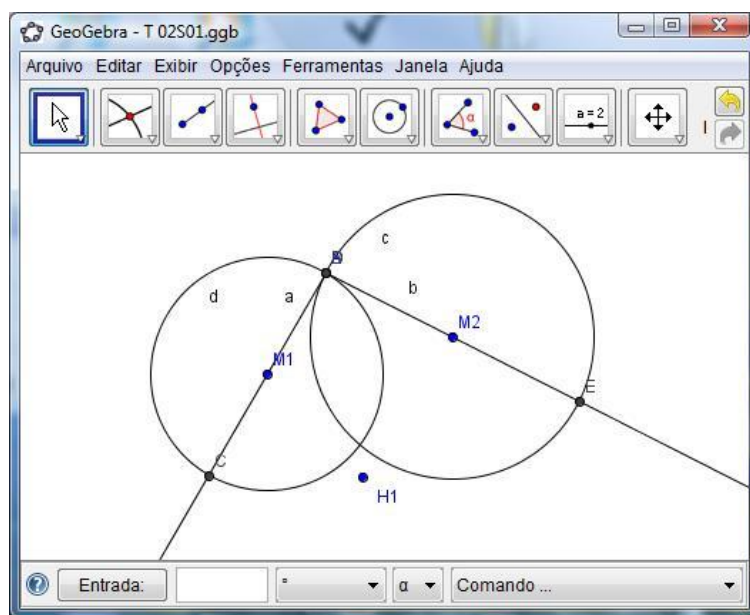 GeoGebra - T 02S01.ggb
Arquivo Editar Exibir Opções Ferramentas Janela Ajuda
α a = 2
c
d a b
M2
M1
E
C
H1
Entrada: α Comando ...